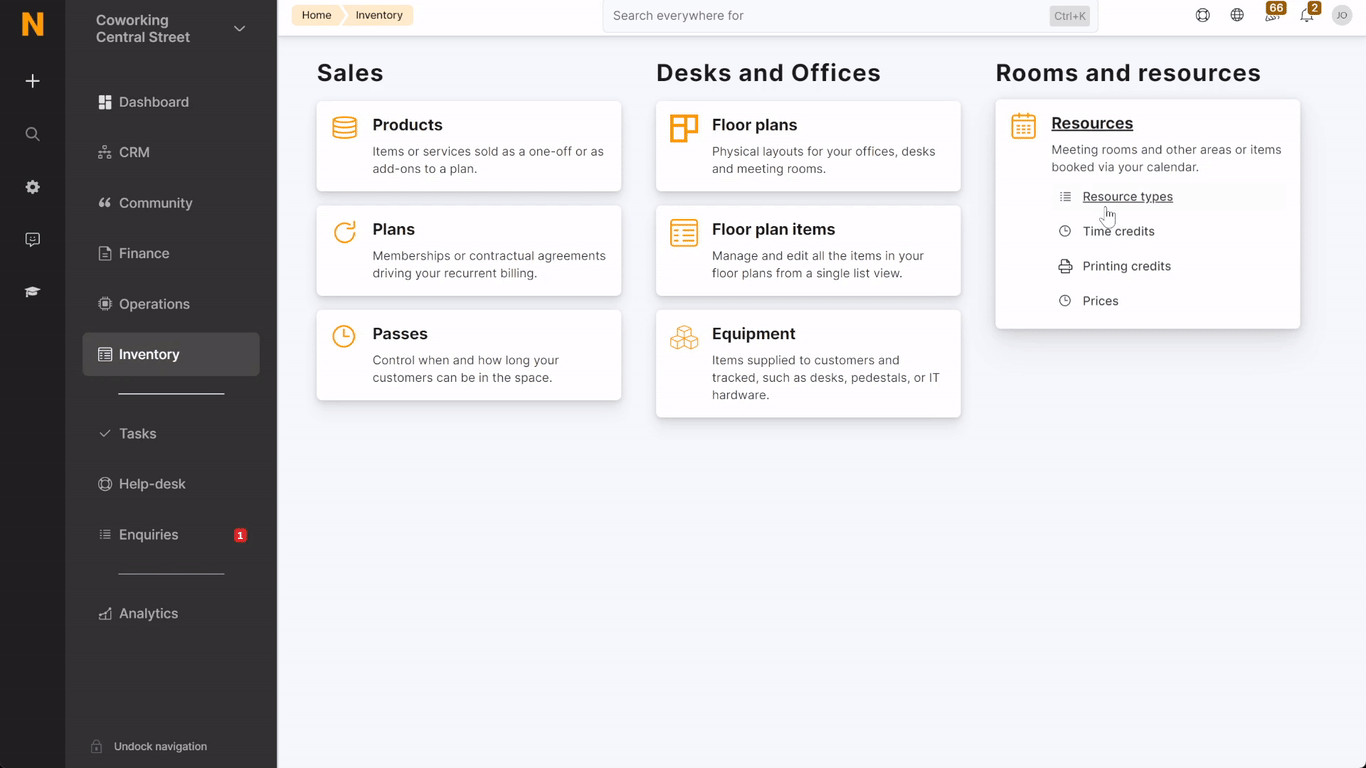 N
Coworking
Central Street
Dashboard
CRM
Community
Finance
Operations
Inventory
Tasks
Help-desk
Enquiries
1
Analytics
Undock navigation
Home
Inventory
Search everywhere for
Ctrl+K
66
2
JO
Sales
Products
Items or services sold as a one-off or as
add-ons to a plan.
Plans
Memberships or contractual agreements
driving your recurrent billing.
Passes
Control when and how long your
customers can be in the space.
Desks and Offices
Floor plans
Physical layouts for your offices, desks
and meeting rooms.
Floor plan items
Manage and edit all the items in your
floor plans from a single list view.
Equipment
Items supplied to customers and
tracked, such as desks, pedestals, or IT
hardware.
Rooms and resources
Resources
Meeting rooms and other areas or items
booked via your calendar.
Resource types
Time credits
Printing credits
Prices